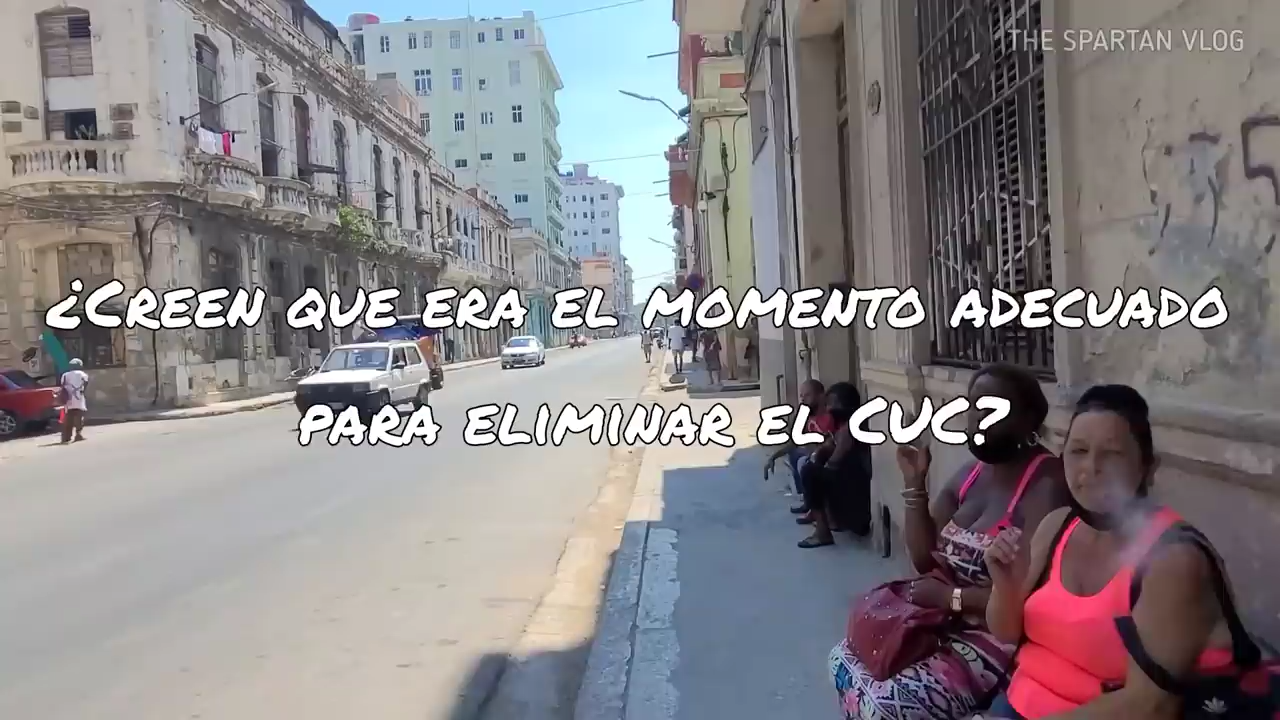 THE SPARTAN VLOG
¿Creen que era el momento adecuado
para eliminar el CUC?